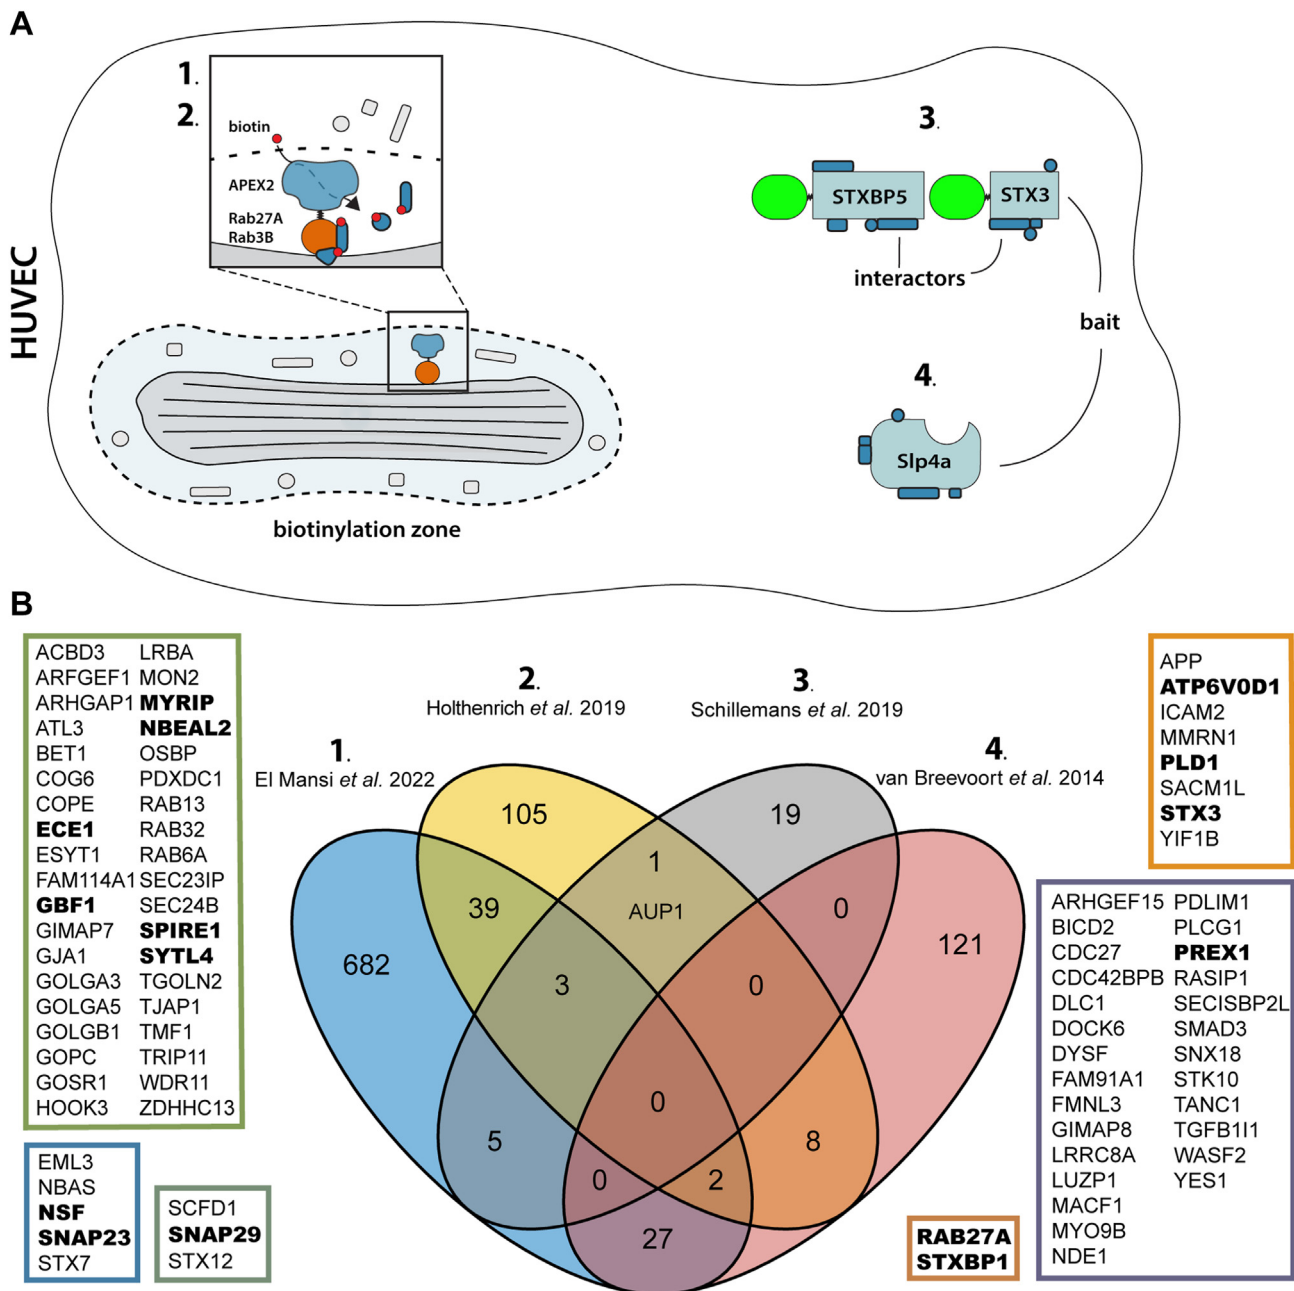 A
HUVEC
1.
2.
biotin
APEX2
Rab27A
Rab3B
biotinylation zone
3.
STXBP5
STX3
interactors
bait
4.
Slp4a
B
ACBD3 LRBA
ARFGEF1 MON2
ARHGAP1 MYRIP
ATL3 NBEAL2
BET1 OSBP
COG6 PDXDC1
COPE RAB13
ECE1 RAB32
ESYT1 RAB6A
FAM114A1 SEC23IP
GBF1 SEC24B
GIMAP7 SPIRE1
GJA1 SYTL4
GOLGA3 TGOLN2
GOLGA5 TJAP1
GOLGB1 TMF1
GOPC TRIP11
GOSR1 WDR11
HOOK3 ZDHHC13
EML3
NBAS
NSF
SNAP23
STX7
SCFD1
SNAP29
STX12
1.
El Mansi et al. 2022
2.
Holthenrich et al. 2019
3.
Schillemans et al. 2019
4.
van Breevoort et al. 2014
105
19
1
AUP1
39
0
682
121
3
0
0
5
8
0
2
27
APP
ATP6V0D1
ICAM2
MMRN1
PLD1
SACM1L
STX3
YIF1B
ARHGEF15 PDLIM1
BICD2 PLCG1
CDC27 PREX1
CDC42BPB RASIP1
DLC1 SECISBP2L
DOCK6 SMAD3
DYSF SNX18
FAM91A1 STK10
FMNL3 TANC1
GIMAP8 TGFB1I1
LRRC8A WASF2
LUZP1 YES1
MACF1
MYO9B
NDE1
RAB27A
STXBP1